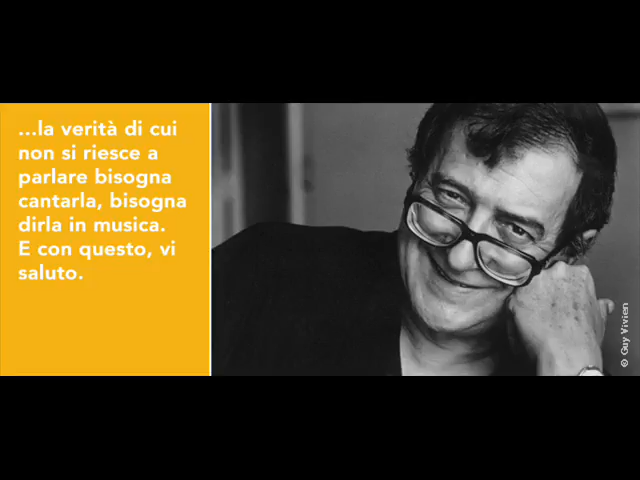 ...la verità di cui
non si riesce a
parlare bisogna
cantarla, bisogna
dirla in musica.
E con questo, vi
saluto.
© Guy Vivien